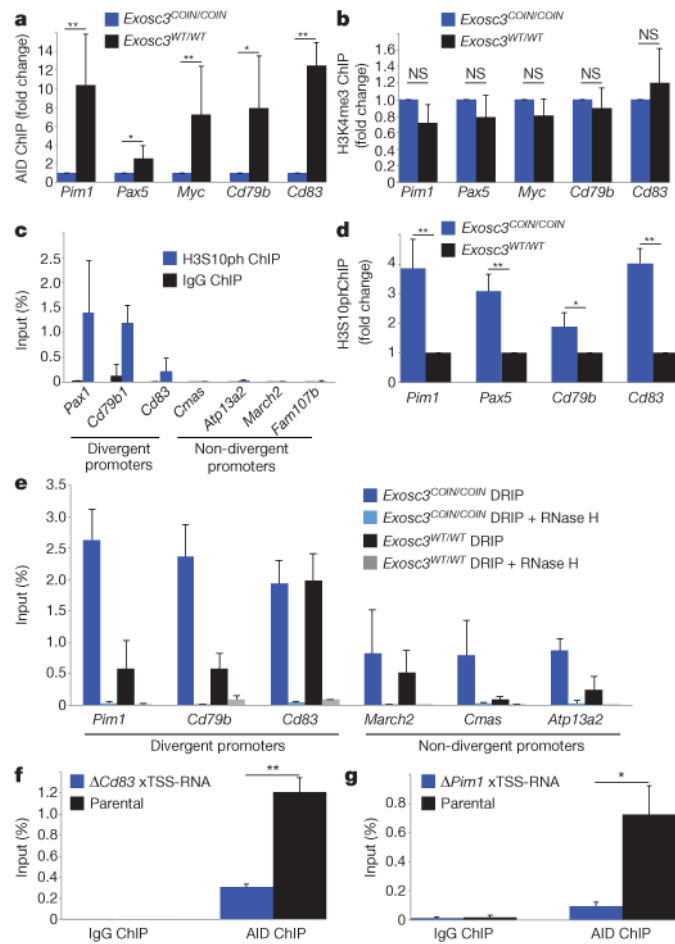 a
Exosc3COIN/COIN
Exosc3WT/WT
AID ChIP (fold change)
16
14
12
10
8
6
4
2
0
**
*
**
*
**
Pim1
Pax5
Myc
Cd79b
Cd83
b
Exosc3COIN/COIN
Exosc3WT/WT
H3K4me3 ChIP
(fold change)
1.6
1.4
1.2
1.0
0.8
0.6
0.4
0.2
0
NS
NS
NS
NS
NS
Pim1
Pax5
Myc
Cd79b
Cd83
c
H3S10ph ChIP
IgG ChIP
Input (%)
2.5
2.0
1.5
1.0
0.5
0
Pax1
Cd79b1
Cd83
Cmas
Atp13a2
March2
Fam107b
Divergent
promoters
Non-divergent
promoters
d
Exosc3COIN/COIN
Exosc3WT/WT
H3S10phChIP
(fold change)
4
3
2
1
0
**
**
*
**
Pim1
Pax5
Cd79b
Cd83
e
Exosc3COIN/COIN DRIP
Exosc3COIN/COIN DRIP + RNase H
Exosc3WT/WT DRIP
Exosc3WT/WT DRIP + RNase H
Input (%)
3.5
3.0
2.5
2.0
1.5
1.0
0.5
0
Pim1
Cd79b
Cd83
March2
Cmas
Atp13a2
Divergent promoters
Non-divergent promoters
f
ΔCd83 xTSS-RNA
Parental
**
Input (%)
1.4
1.2
1.0
0.8
0.6
0.4
0.2
0
IgG ChIP
AID ChIP
g
ΔPim1 xTSS-RNA
Parental
*
Input (%)
0.8
0.6
0.4
0.2
0
IgG ChIP
AID ChIP